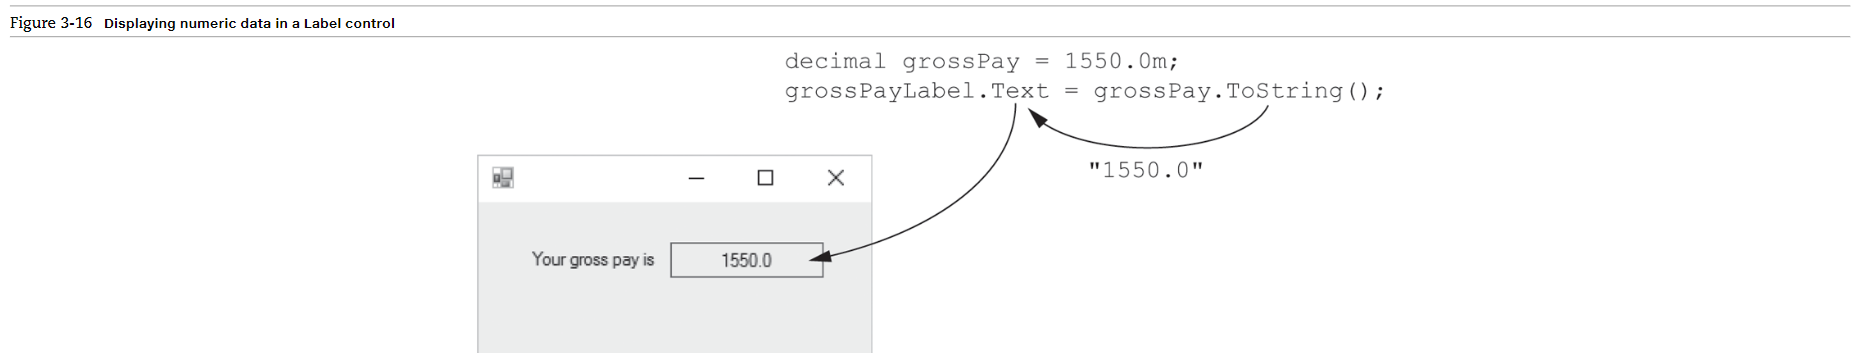 Figure 3-16 Displaying numeric data in a Label control
decimal grossPay = 1550.0m;
grossPayLabel.Text = grossPay.ToString();
"1550.0"
Your gross pay is 1550.0